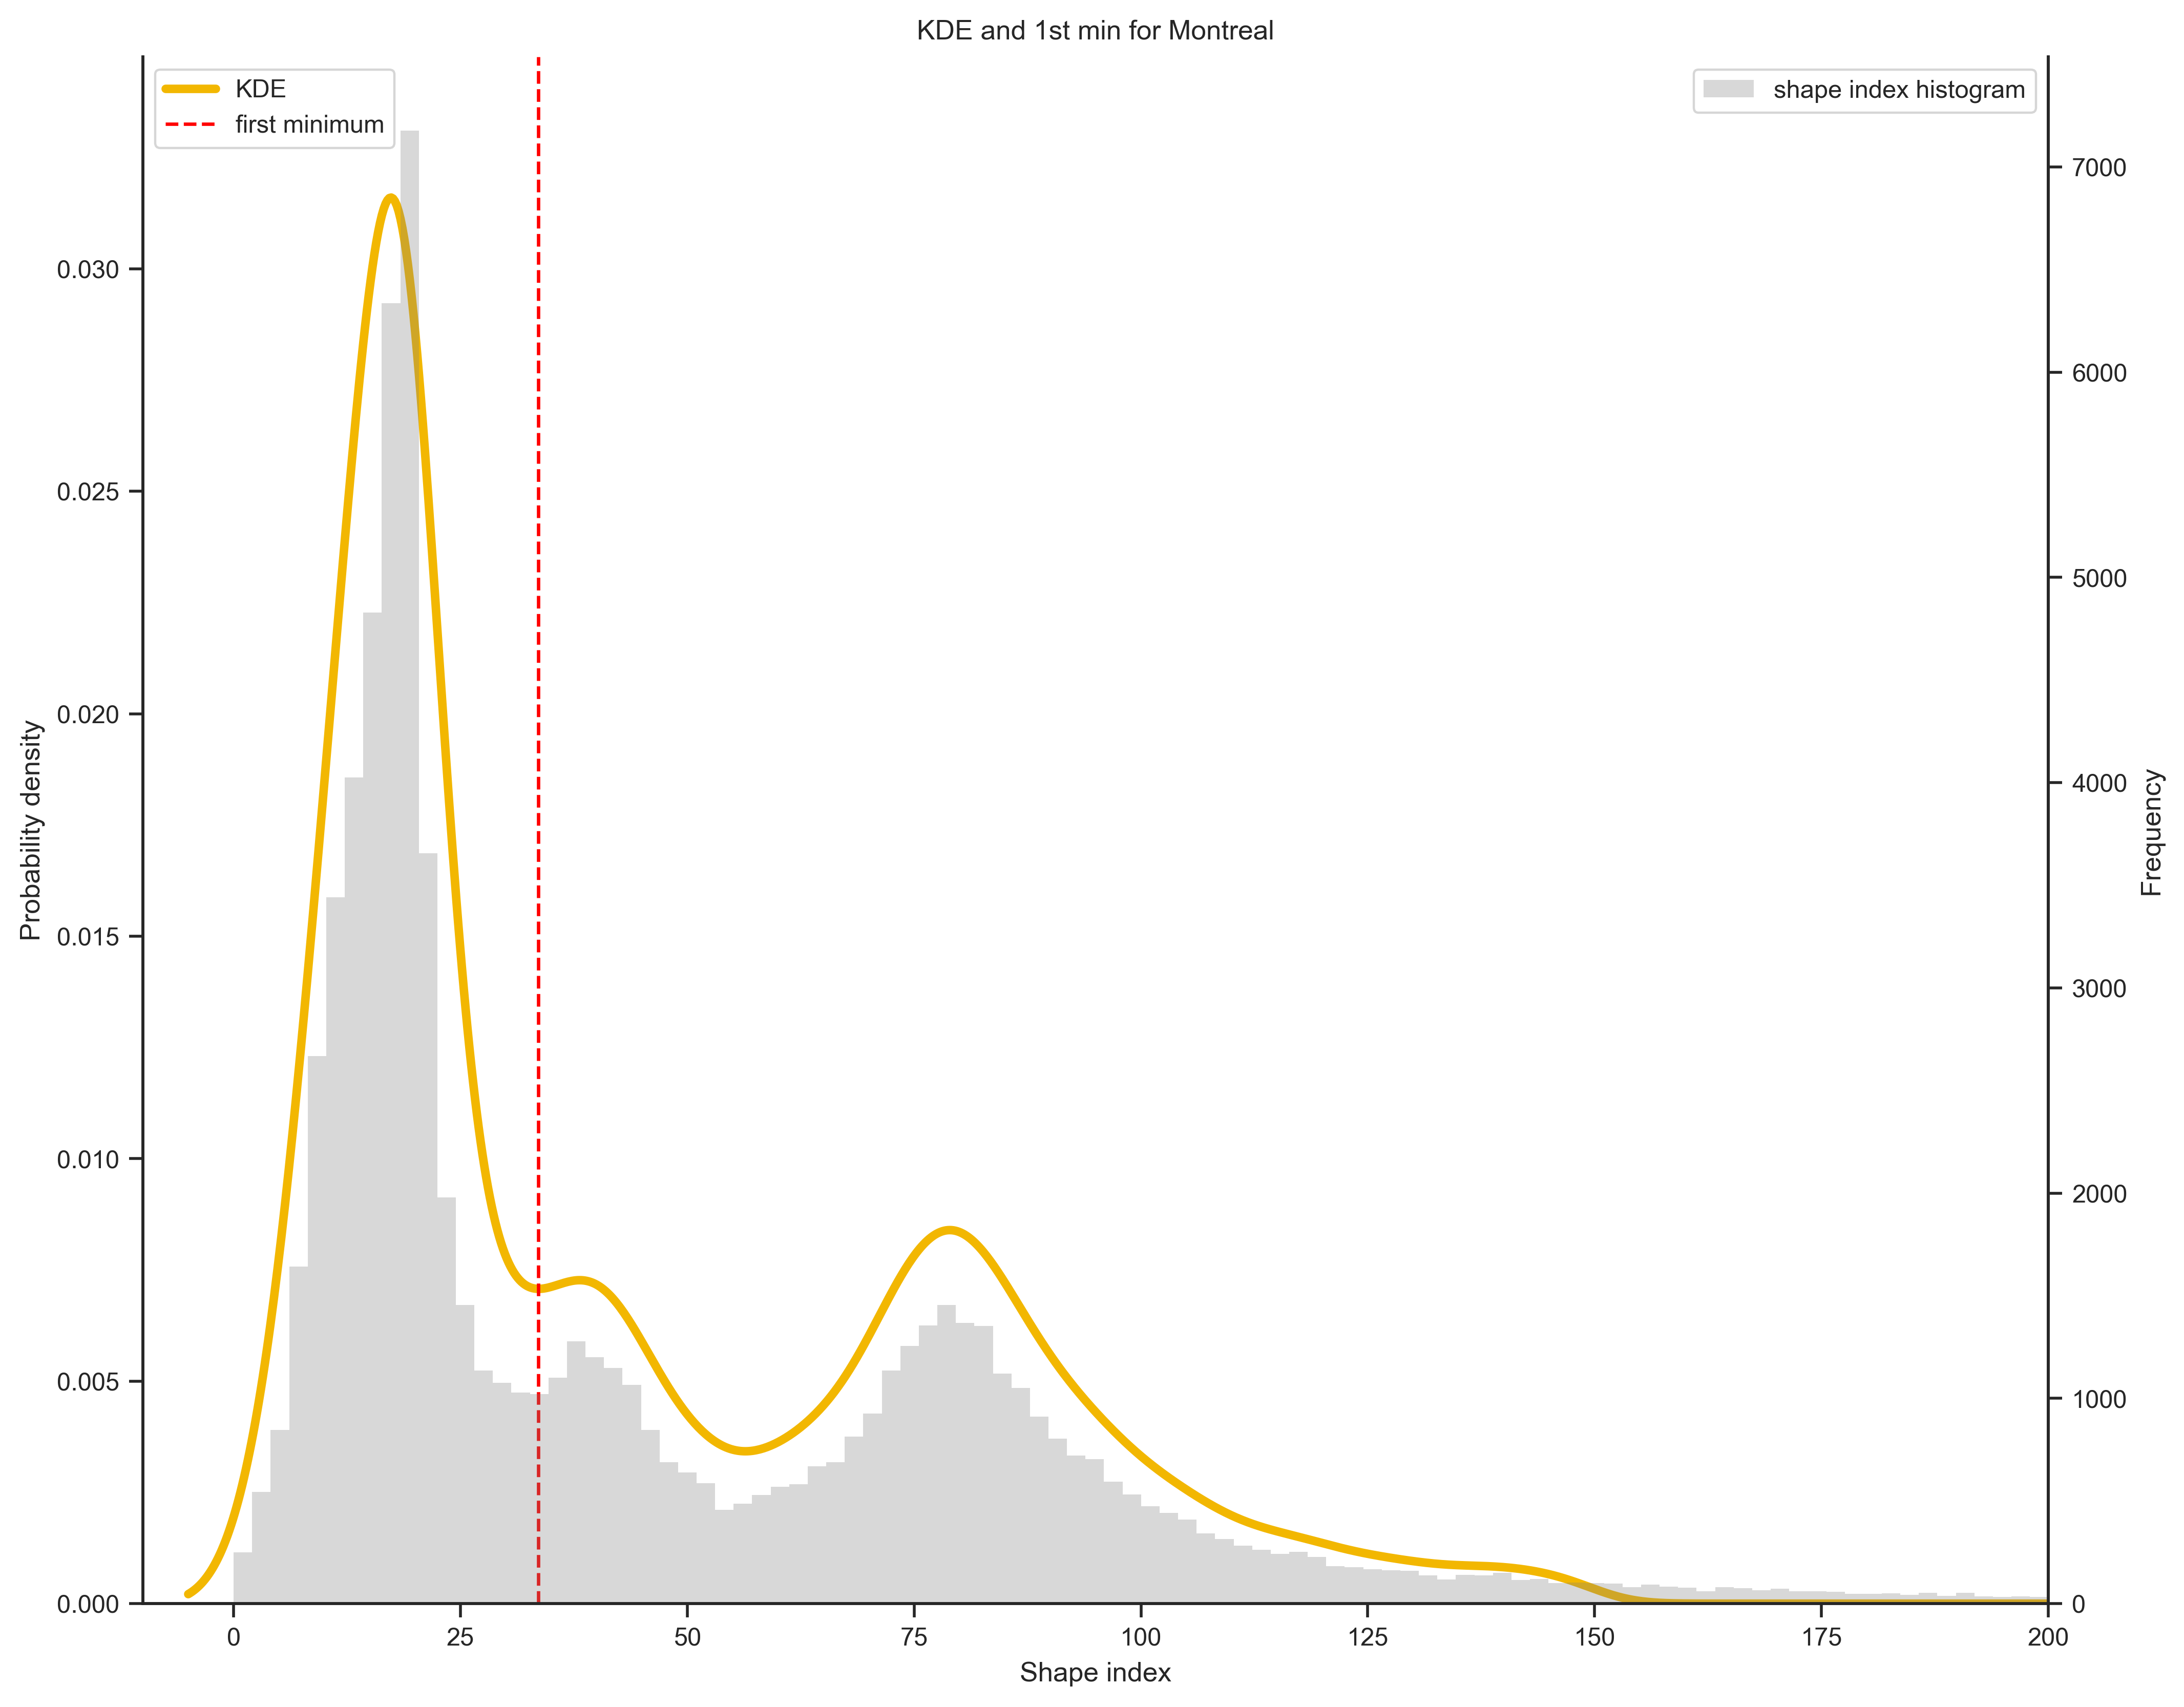 KDE and 1st min for Montreal
KDE
first minimum
shape index histogram
Probability density
0.030
0.025
0.020
0.015
0.010
0.005
0.000
7000
6000
5000
4000
3000
2000
1000
0
Frequency
0 25 50 75 100 125 150 175 200
Shape index